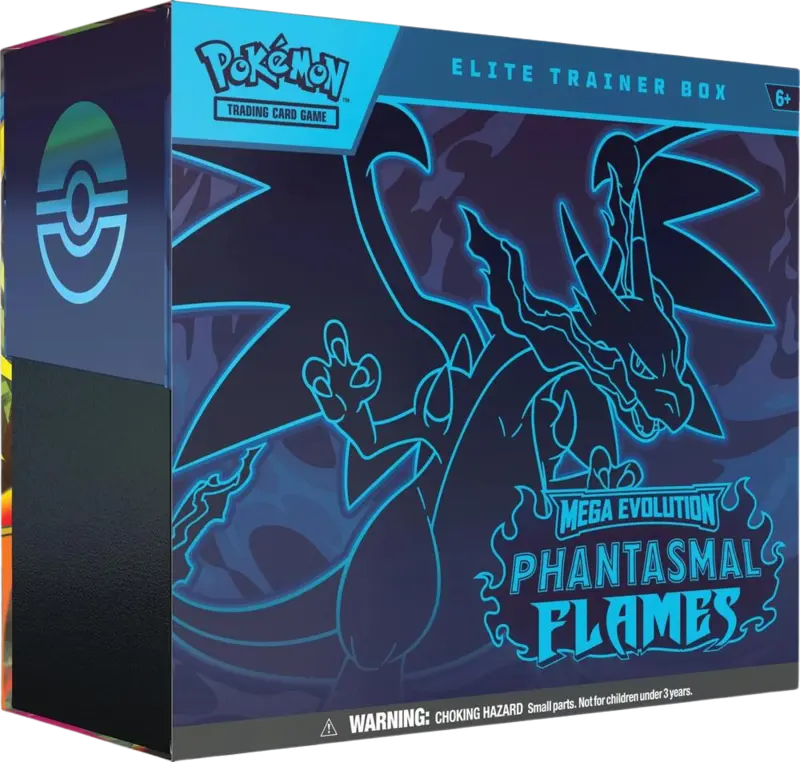 POKéMON
TRADING CARD GAME
ELITE TRAINER BOX
6+
MEGA EVOLUTION
PHANTASMAL
FLAMES
WARNING: CHOKING HAZARD Small parts. Not for children under 3 years.